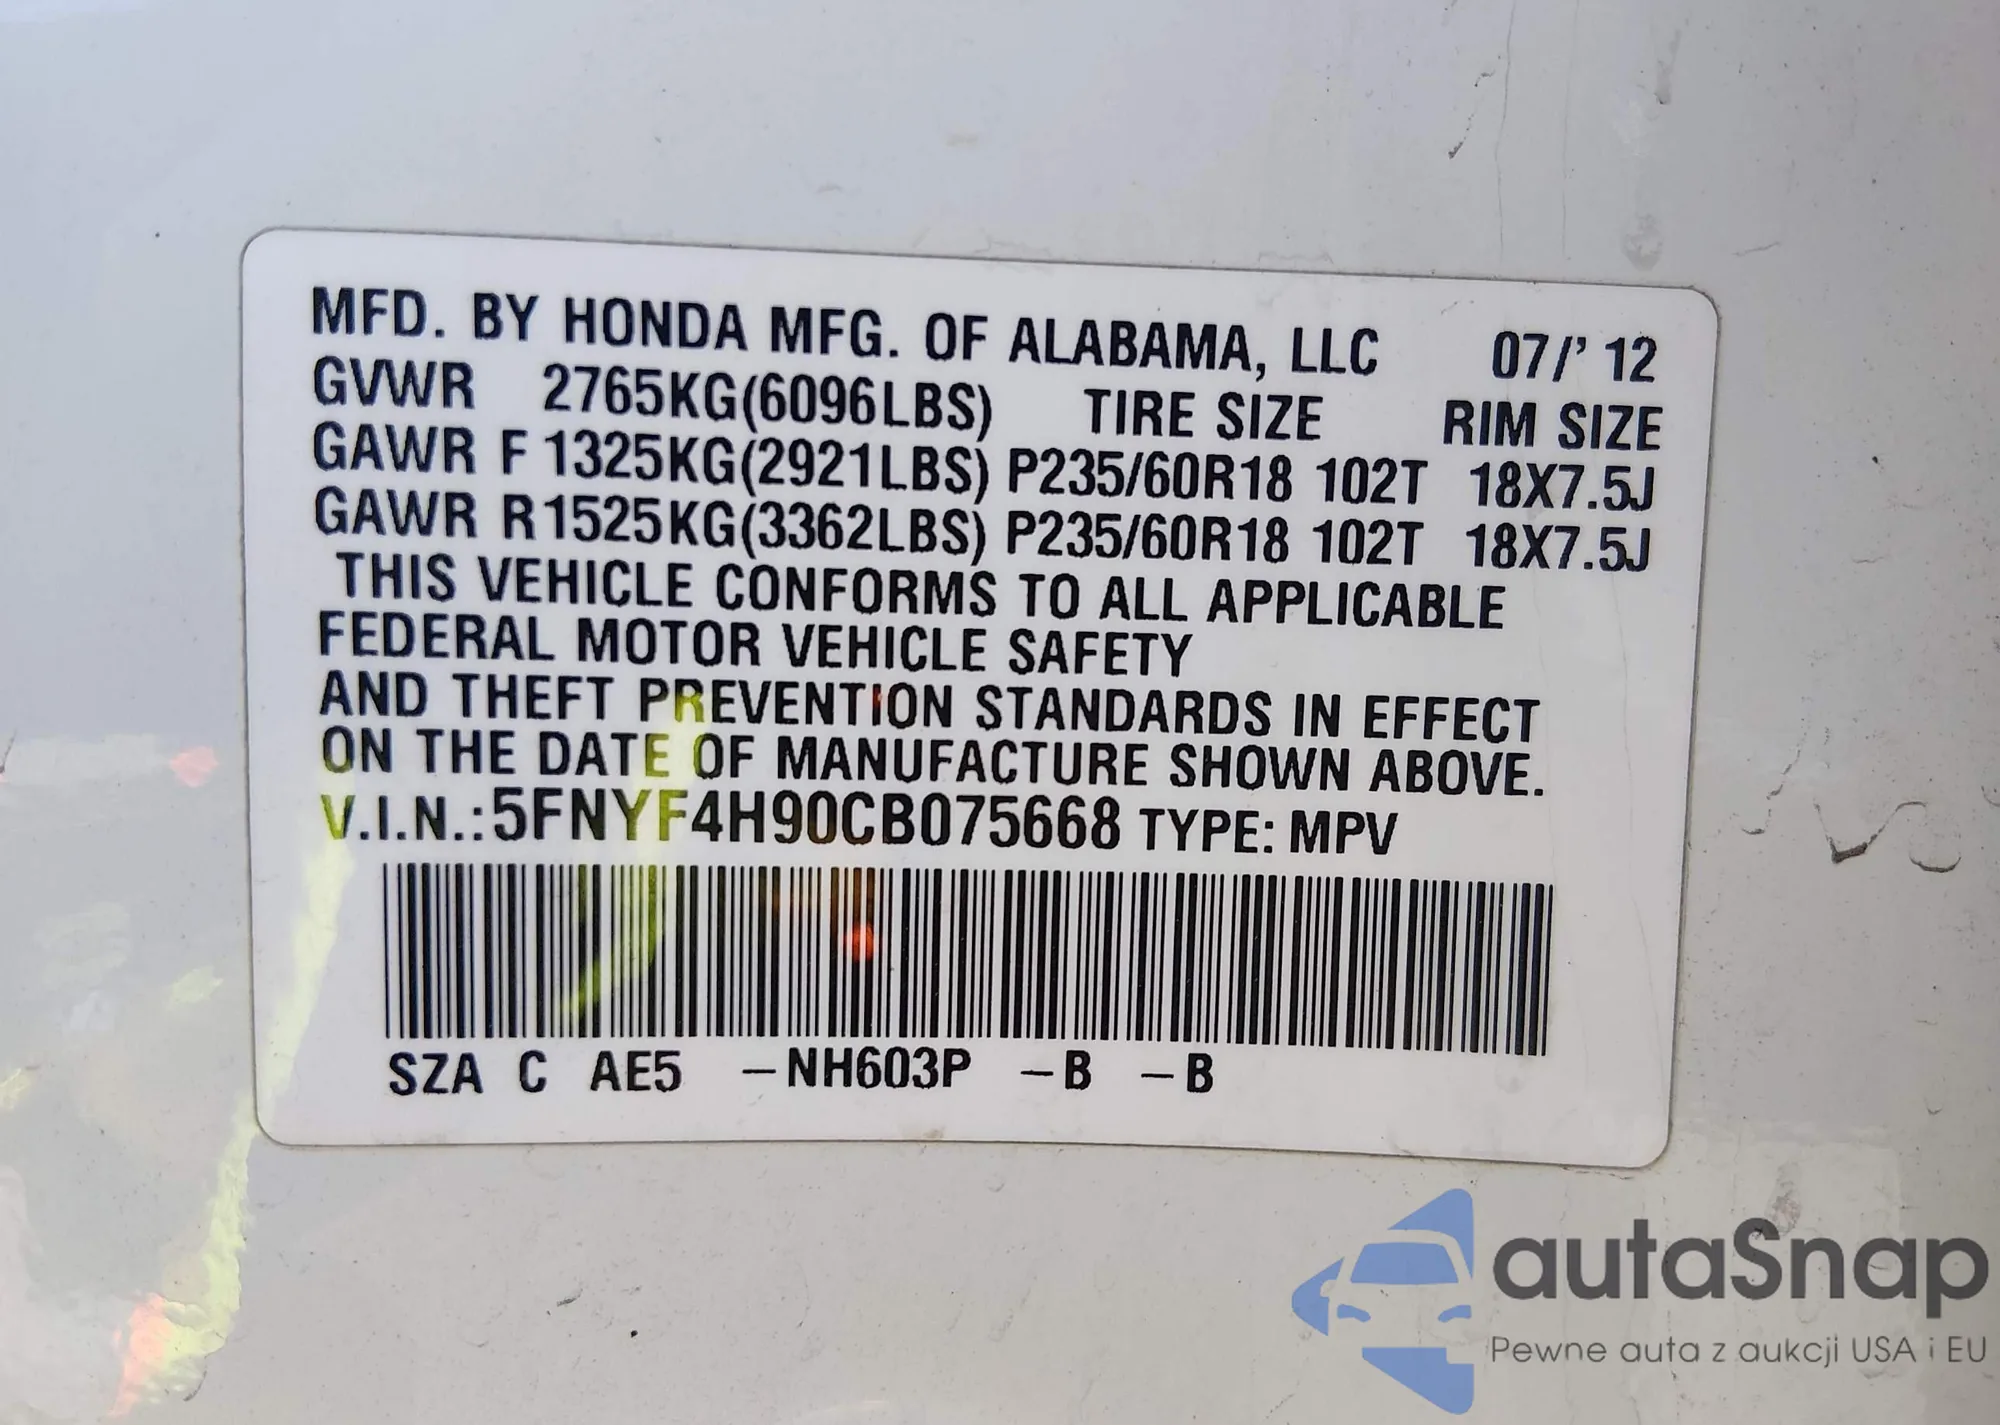 MFD. BY HONDA MFG. OF ALABAMA, LLC 07/' 12
GVWR 2765KG(6096LBS) TIRE SIZE RIM SIZE
GAWR F 1325KG(2921LBS) P235/60R18 102T 18X7.5J
GAWR R 1525KG(3362LBS) P235/60R18 102T 18X7.5J
THIS VEHICLE CONFORMS TO ALL APPLICABLE
FEDERAL MOTOR VEHICLE SAFETY
AND THEFT PREVENTION STANDARDS IN EFFECT
ON THE DATE OF MANUFACTURE SHOWN ABOVE.
V.I.N.:5FNYF4H90CB075668 TYPE: MPV
SZA C AE5 –NH603P –B –B
autaSnap
Pewne auta z aukcji USA i EU